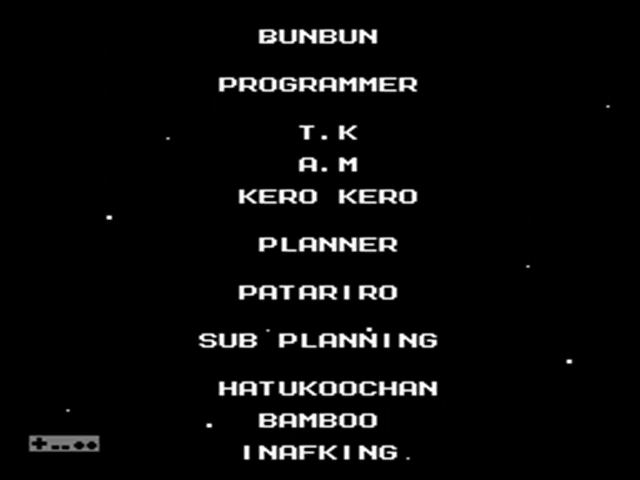 BUNBUN
PROGRAMMER
T.K
A.M
KERO KERO
PLANNER
PATARIRO
SUB PLANNING
HATUKOOCHAN
BAMBOO
INAFKING